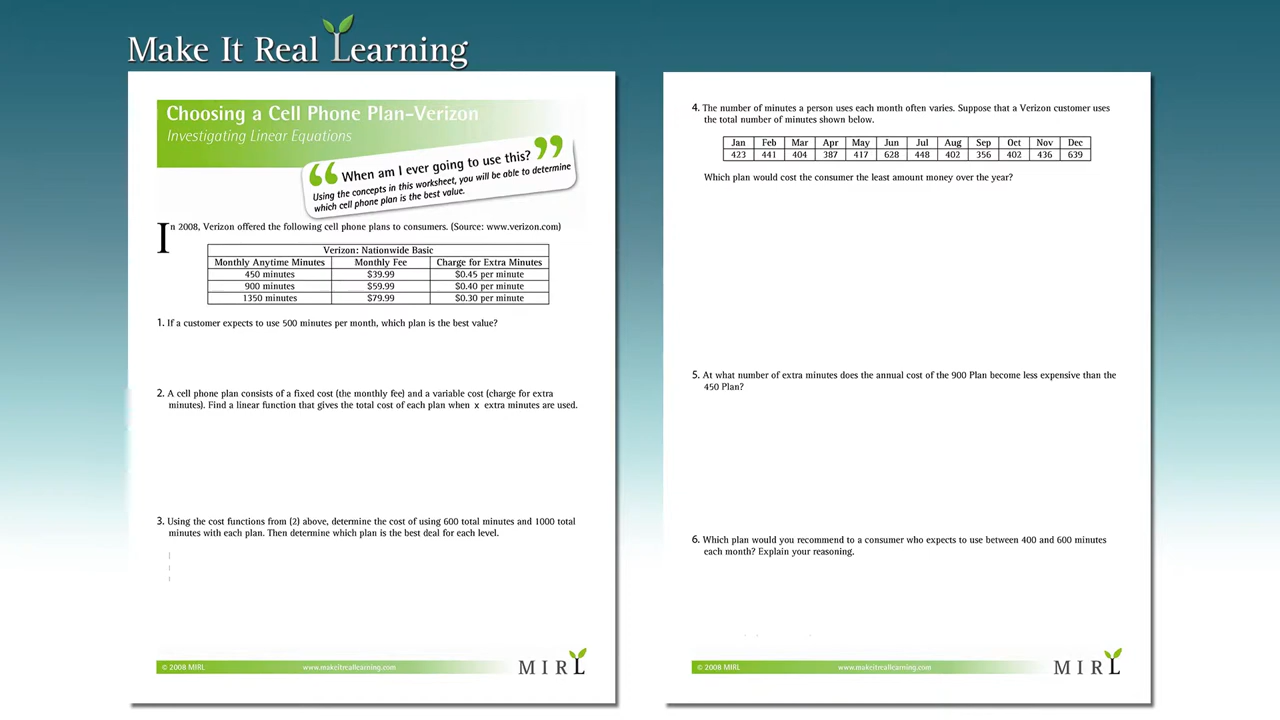 Make It Real Learning
Choosing a Cell Phone Plan-Verizon
Investigating Linear Equations
“ When am I ever going to use this? ”
Using the concepts in this worksheet, you will be able to determine
which cell phone plan is the best value.
In 2008, Verizon offered the following cell phone plans to consumers. (Source: www.verizon.com)
Verizon: Nationwide Basic
Monthly Anytime Minutes Monthly Fee Charge for Extra Minutes
450 minutes $39.99 $0.45 per minute
900 minutes $59.99 $0.40 per minute
1350 minutes $79.99 $0.30 per minute
1. If a customer expects to use 500 minutes per month, which plan is the best value?
2. A cell phone plan consists of a fixed cost (the monthly fee) and a variable cost (charge for extra
minutes). Find a linear function that gives the total cost of each plan when x extra minutes are used.
3. Using the cost functions from (2) above, determine the cost of using 600 total minutes and 1000 total
minutes with each plan. Then determine which plan is the best deal for each level.
© 2008 MIRL www.makeitreallearning.com MIRL
4. The number of minutes a person uses each month often varies. Suppose that a Verizon customer uses
the total number of minutes shown below.
Jan Feb Mar Apr May Jun Jul Aug Sep Oct Nov Dec
423 441 404 387 417 628 448 402 356 402 436 639
Which plan would cost the consumer the least amount money over the year?
5. At what number of extra minutes does the annual cost of the 900 Plan become less expensive than the
450 Plan?
6. Which plan would you recommend to a consumer who expects to use between 400 and 600 minutes
each month? Explain your reasoning.
© 2008 MIRL www.makeitreallearning.com MIRL